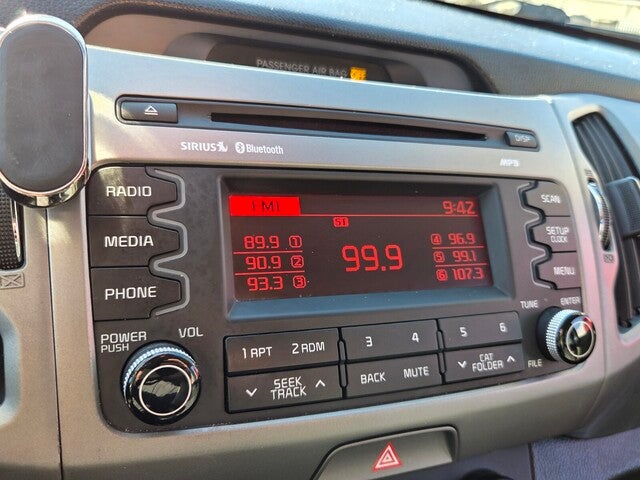 PASSENGER AIR BAG OFF
DISP
SIRIUS Bluetooth MP3
RADIO
MEDIA
PHONE
FM1 9:42
ST
89.9 1
90.9 2
93.3 3
99.9
4 96.9
5 99.1
6 107.3
SCAN
SETUP
CLOCK
MENU
POWER
PUSH
VOL
1 RPT 2 RDM
3 4
5 6
SEEK
TRACK
BACK MUTE
CAT
FOLDER
TUNE ENTER
FILE